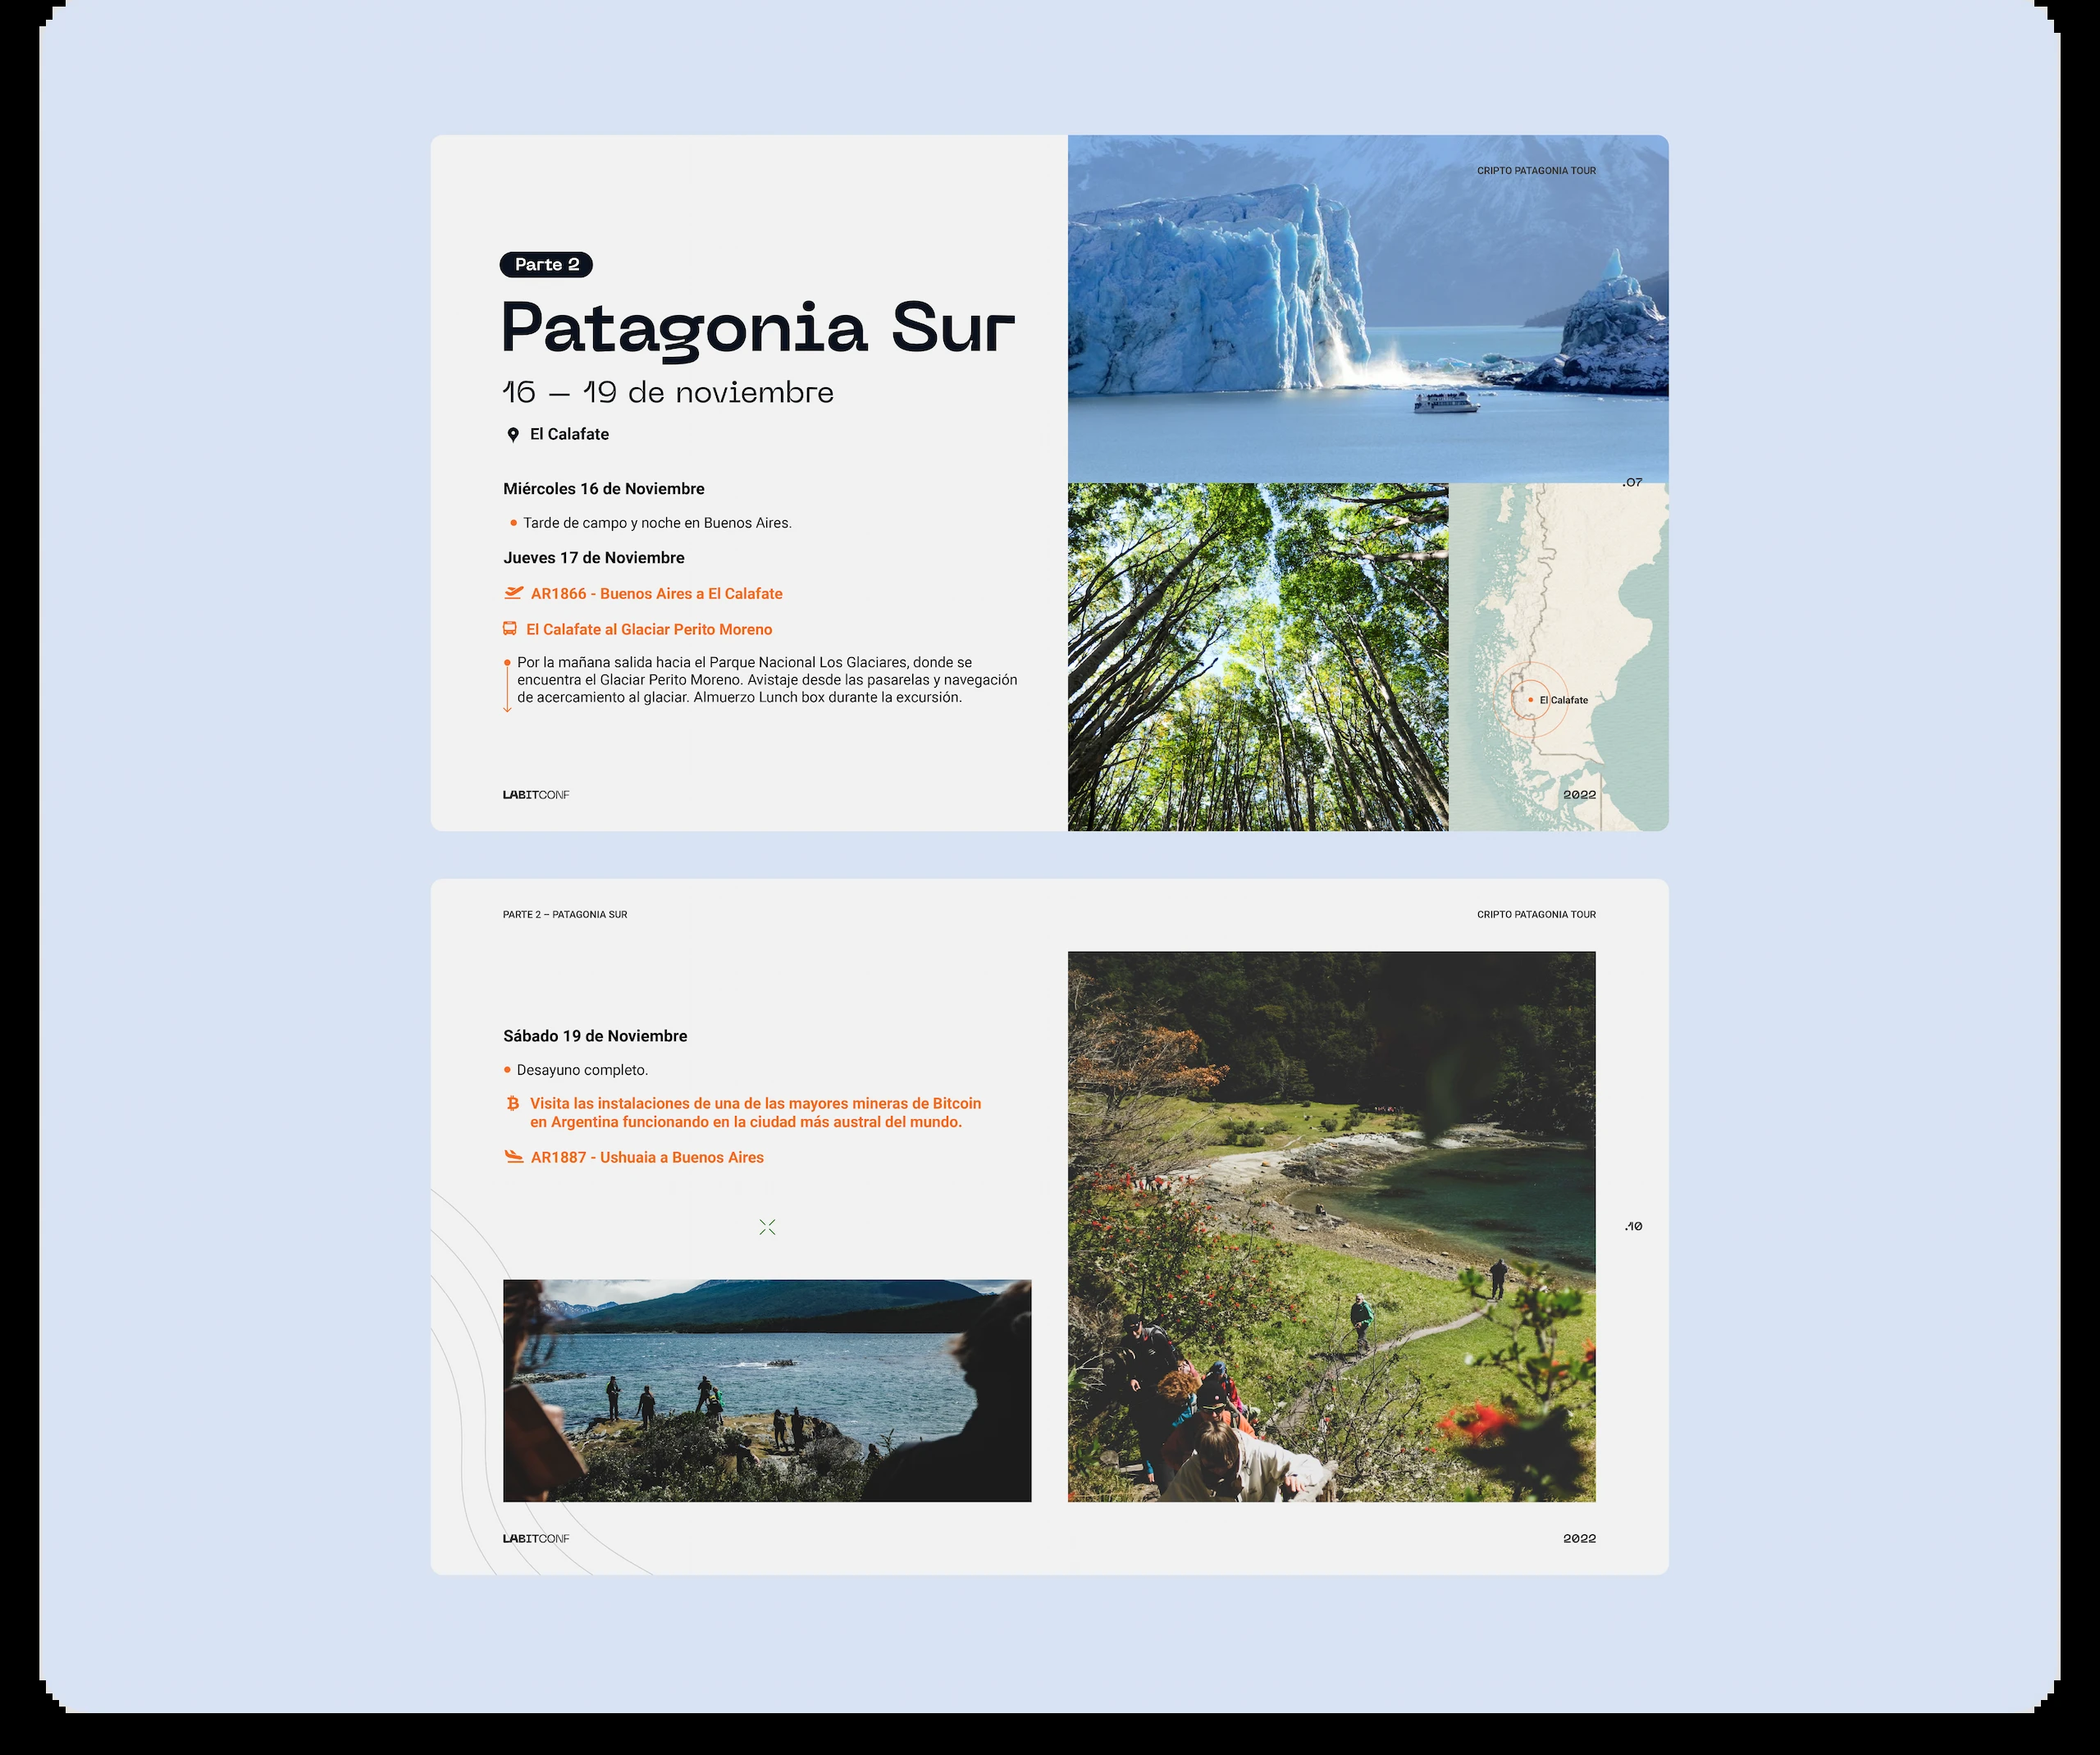 CRIPTO PATAGONIA TOUR
Parte 2
Patagonia Sur
16 – 19 de noviembre
El Calafate
Miércoles 16 de Noviembre
Tarde de campo y noche en Buenos Aires.
Jueves 17 de Noviembre
AR1866 - Buenos Aires a El Calafate
El Calafate al Glaciar Perito Moreno
Por la mañana salida hacia el Parque Nacional Los Glaciares, donde se
encuentra el Glaciar Perito Moreno. Avistaje desde las pasarelas y navegación
de acercamiento al glaciar. Almuerzo Lunch box durante la excursión.
.07
El Calafate
LABITCONF
2022
PARTE 2 – PATAGONIA SUR
CRIPTO PATAGONIA TOUR
Sábado 19 de Noviembre
Desayuno completo.
Visita las instalaciones de una de las mayores mineras de Bitcoin
en Argentina funcionando en la ciudad más austral del mundo.
AR1887 - Ushuaia a Buenos Aires
.10
LABITCONF
2022